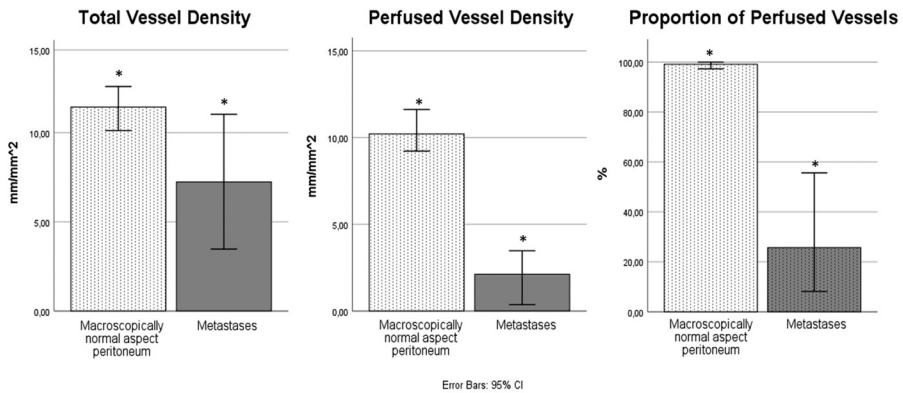 Total Vessel Density
15,00
10,00
5,00
0,00
mm/mm^2
*
*
Macroscopically
normal aspect
peritoneum
Metastases
Perfused Vessel Density
15,00
10,00
5,00
0,00
mm/mm^2
*
*
Macroscopically
normal aspect
peritoneum
Metastases
Proportion of Perfused Vessels
100,00
80,00
60,00
40,00
20,00
0,00
%
*
*
Macroscopically
normal aspect
peritoneum
Metastases
Error Bars: 95% CI